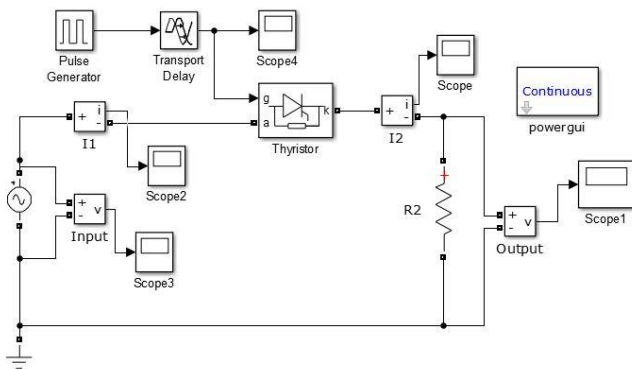 Pulse
Generator
Transport
Delay
Scope4
g
a
k
Thyristor
+
-
i
I1
Scope2
+
-
i
I2
Scope
Continuous
powergui
+
-
v
Input
Scope3
+
R2
+
-
v
Output
Scope1